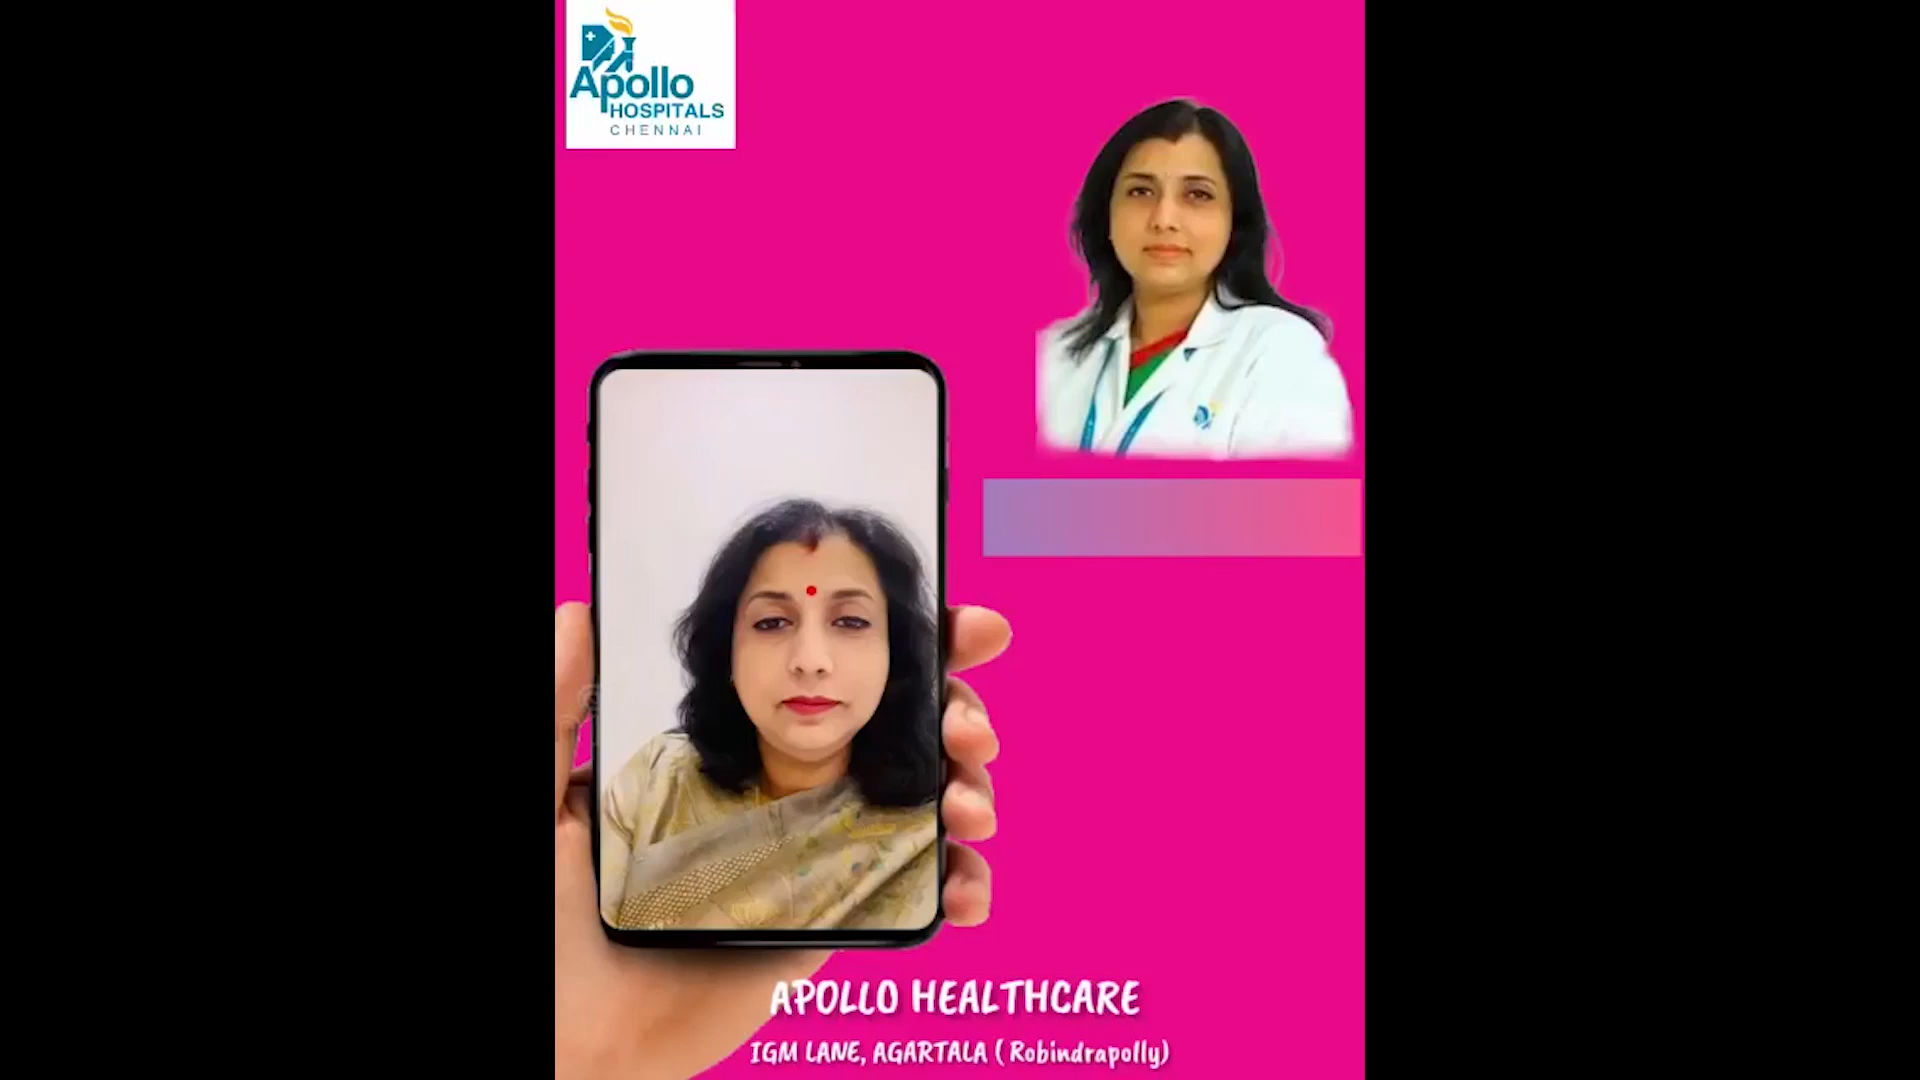 Apollo
HOSPITALS
CHENNAI
APOLLO HEALTHCARE
IGM LANE, AGARTALA ( Robindrapolly)